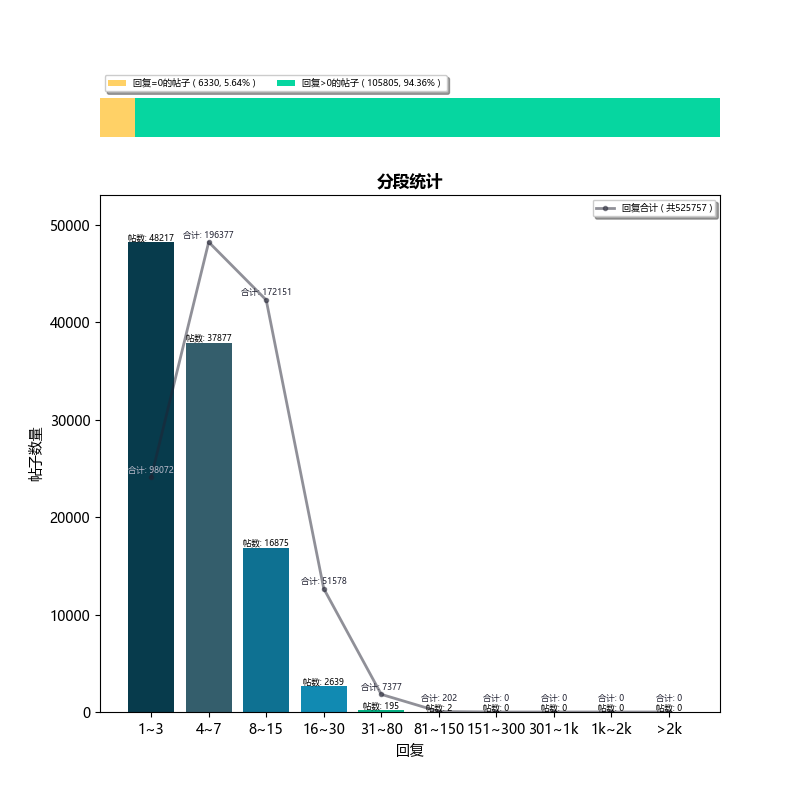 回复=0的帖子 ( 6330, 5.64% ) 回复>0的帖子 ( 105805, 94.36% )
分段统计
回复合计 ( 共525757 )
50000
40000
30000
20000
10000
0
帖子数量
帖数: 48217
合计: 196377
合计: 172151
帖数: 37877
合计: 98072
帖数: 16875
合计: 51578
帖数: 2639
合计: 7377
帖数: 195
合计: 202
帖数: 2
合计: 0
帖数: 0
合计: 0
帖数: 0
合计: 0
帖数: 0
合计: 0
帖数: 0
1~3 4~7 8~15 16~30 31~80 81~150 151~300 301~1k 1k~2k >2k
回复